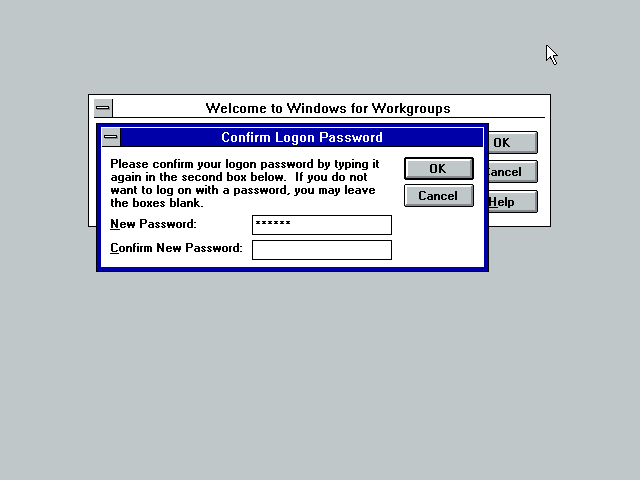 Welcome to Windows for Workgroups
Confirm Logon Password
Please confirm your logon password by typing it
again in the second box below. If you do not
want to log on with a password, you may leave
the boxes blank.
New Password: ******
Confirm New Password:
OK
Cancel
OK
ancel
Help